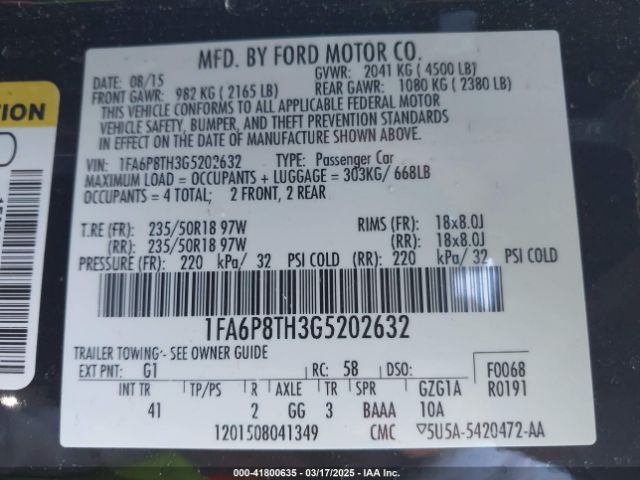 MFD. BY FORD MOTOR CO.
DATE: 08/15 GVWR: 2041 KG ( 4500 LB)
FRONT GAWR: 982 KG ( 2165 LB) REAR GAWR: 1080 KG ( 2380 LB)
THIS VEHICLE CONFORMS TO ALL APPLICABLE FEDERAL MOTOR
VEHICLE SAFETY, BUMPER, AND THEFT PREVENTION STANDARDS
IN EFFECT ON THE DATE OF MANUFACTURE SHOWN ABOVE.
VIN: 1FA6P8TH3G5202632 TYPE: Passenger Car
MAXIMUM LOAD = OCCUPANTS + LUGGAGE = 303KG/ 668LB
OCCUPANTS = 4 TOTAL; 2 FRONT, 2 REAR
T.RE (FR): 235/50R18 97W RIMS (FR): 18x8.0J
(RR): 235/50R18 97W (RR): 18x8.0J
PRESSURE (FR): 220 kPa/ 32 PSI COLD (RR): 220 kPa/ 32 PSI COLD
1FA6P8TH3G5202632
TRAILER TOWING - SEE OWNER GUIDE
EXT PNT: G1 RC: 58 DSO: F0068
INT TR TP/PS R AXLE TR SPR GZG1A R0191
41 2 GG 3 BAAA 10A
1201508041349 CMC ▽5U5A-5420472-AA
TION
000-41800635 - 03/17/2025 - IAA Inc.